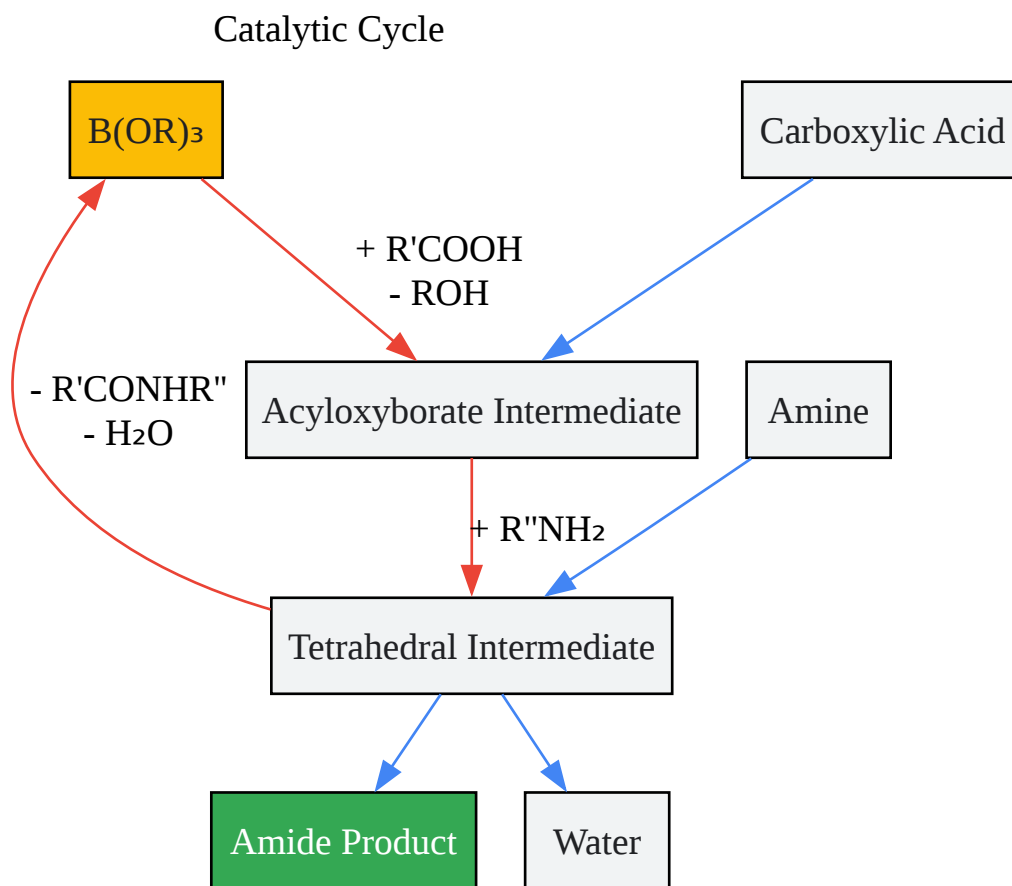 Catalytic Cycle
B(OR)₃
Carboxylic Acid
+ R'COOH
- ROH
- R'CONHR"
- H₂O
Acyloxyborate Intermediate
Amine
+ R"NH₂
Tetrahedral Intermediate
Amide Product
Water